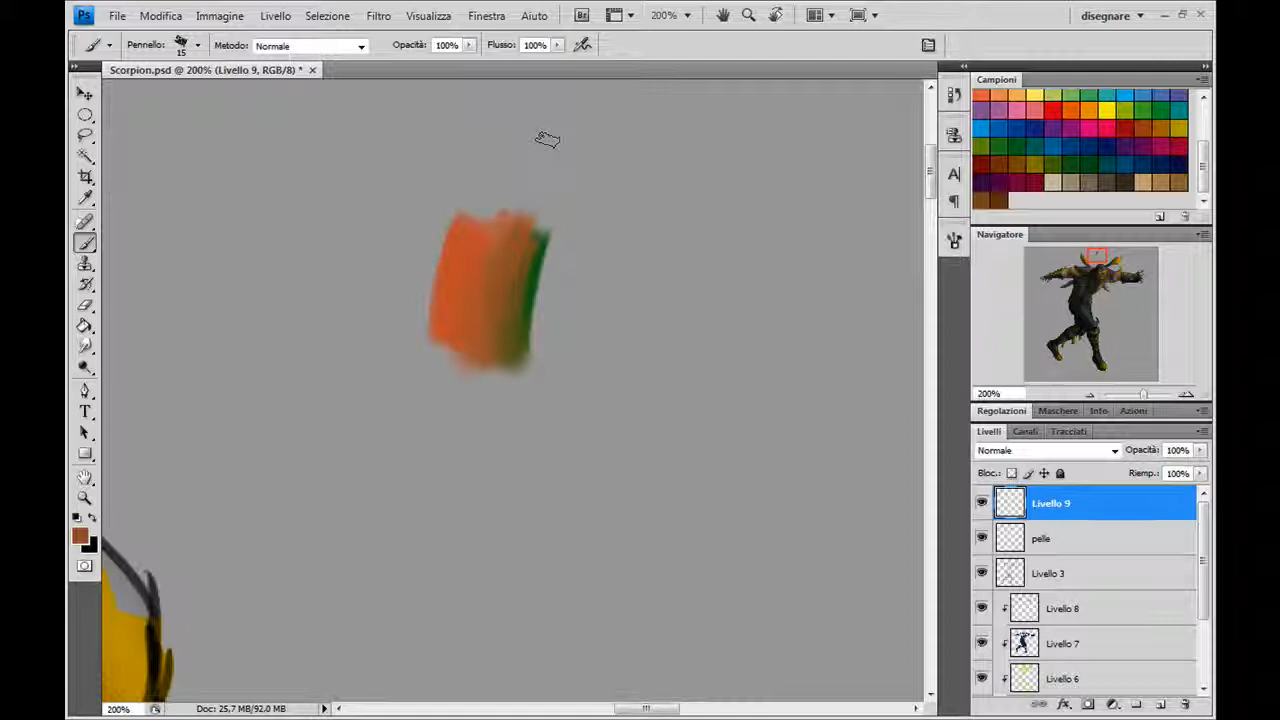 Ps File Modifica Immagine Livello Selezione Filtro Visualizza Finestra Aiuto Br 200% disegnare
Pennello: 15 Metodo: Normale Opacità: 100% Flusso: 100%
Scorpion.psd @ 200% (Livello 9, RGB/8) *
Campioni
Navigatore
200%
Regolazioni Maschere Info Azioni
Livelli Canali Tracciati
Normale Opacità: 100%
Bloc.: Riemp.: 100%
Livello 9
pelle
Livello 3
Livello 8
Livello 7
Livello 6
200% Doc: 25,7 MB/92,0 MB